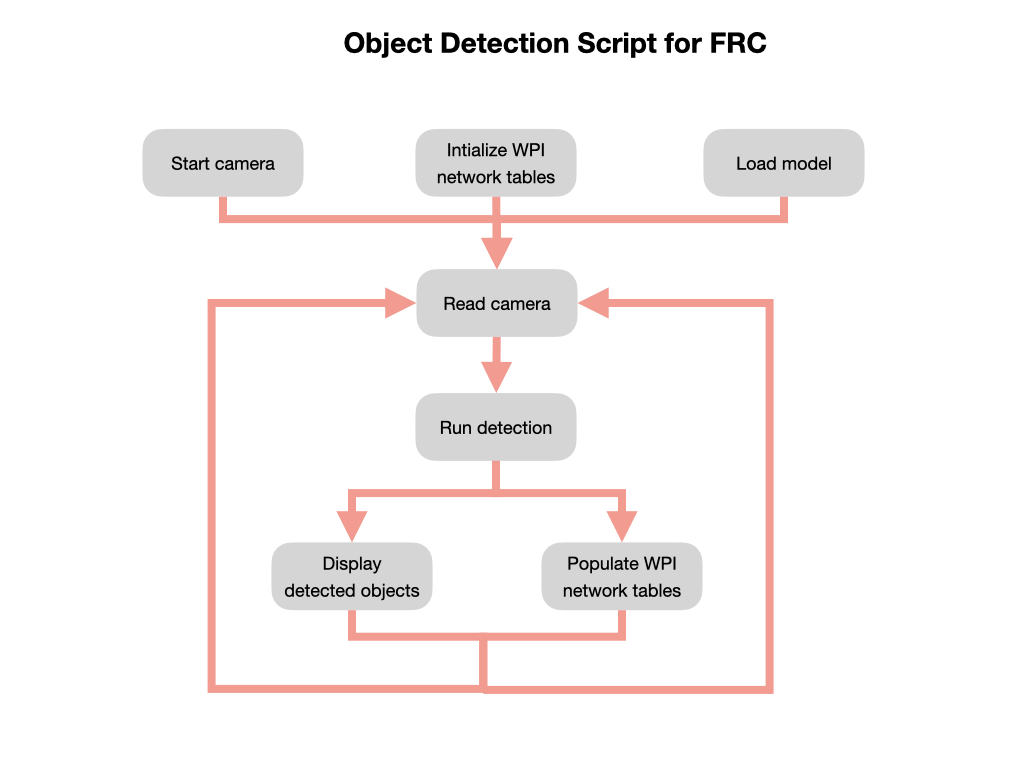 Object Detection Script for FRC
Start camera
Intialize WPI
network tables
Load model
Read camera
Run detection
Display
detected objects
Populate WPI
network tables